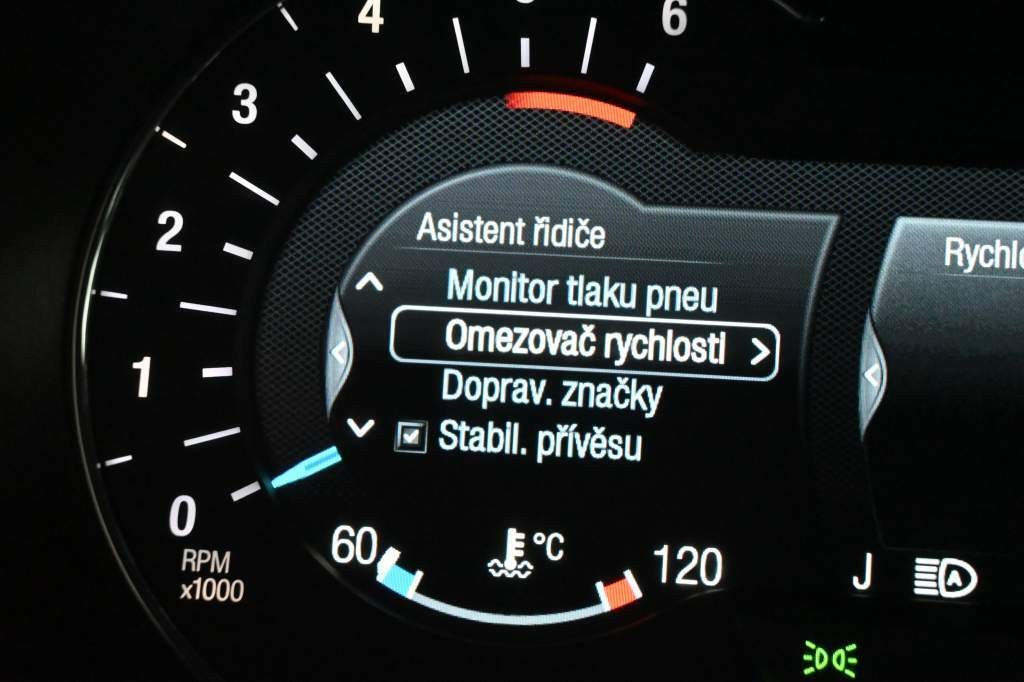 4
6
3
2
1
0
RPM
x1000
Asistent řidiče
Monitor tlaku pneu
Omezovač rychlosti
Doprav. značky
Stabil. přívěsu
60
°C
120
J
A